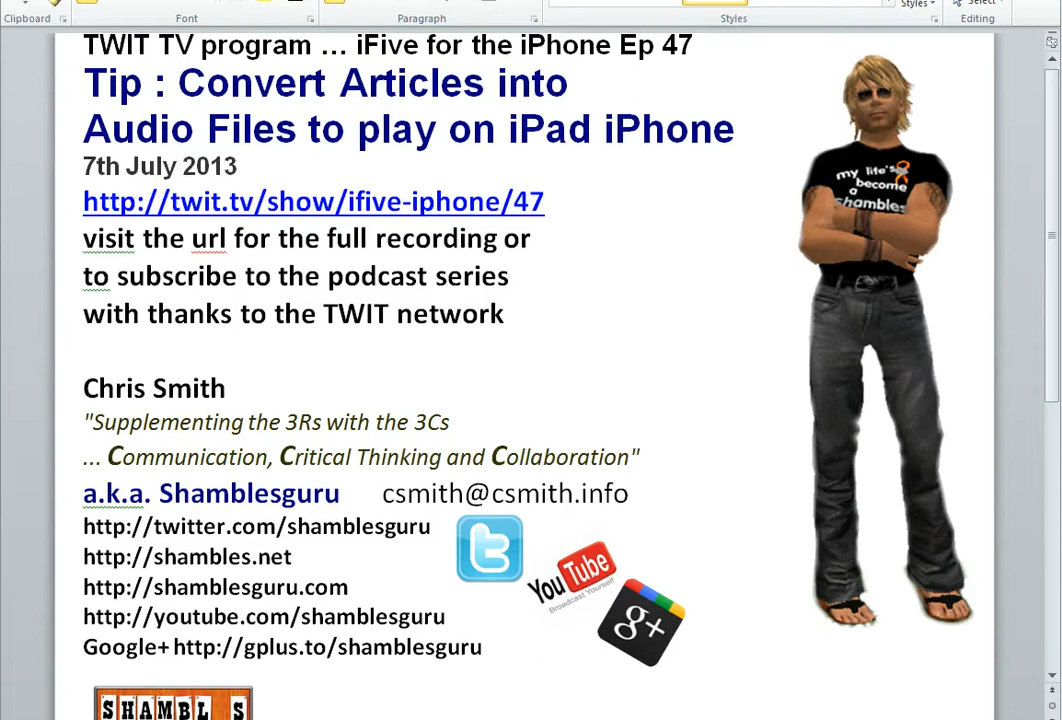 Clipboard
Font
Paragraph
Styles
Styles
Editing
TWIT TV program ... iFive for the iPhone Ep 47
Tip : Convert Articles into
Audio Files to play on iPad iPhone
7th July 2013
http://twit.tv/show/ifive-iphone/47
visit the url for the full recording or
to subscribe to the podcast series
with thanks to the TWIT network
my life's
become
a
shambles
Chris Smith
"Supplementing the 3Rs with the 3Cs
... Communication, Critical Thinking and Collaboration"
a.k.a. Shamblesguru csmith@csmith.info
http://twitter.com/shamblesguru
http://shambles.net
http://shamblesguru.com
http://youtube.com/shamblesguru
Google+ http://gplus.to/shamblesguru
t
YouTube
Broadcast Yourself
g+
SHAMBL S